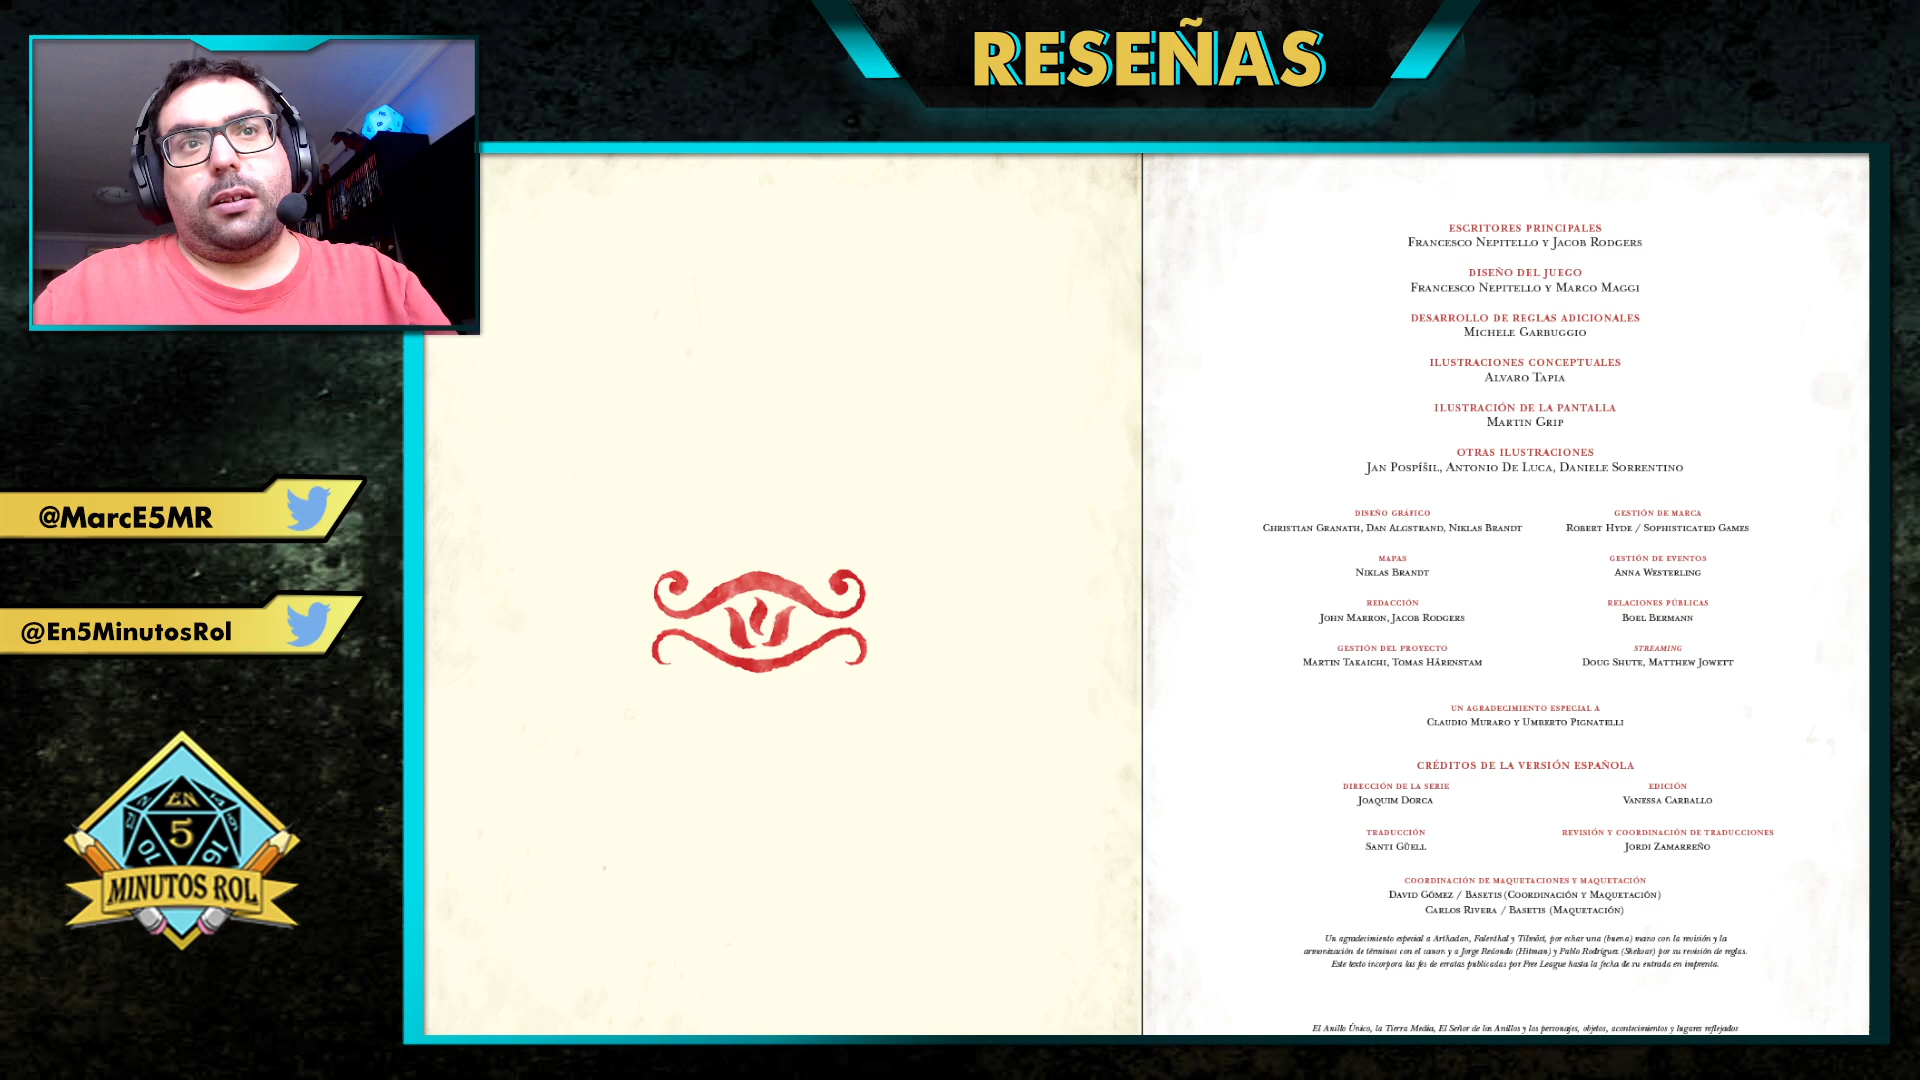 RESEÑAS
@MarcE5MR
@En5MinutosRol
EN
5
10
16
MINUTOS ROL
ESCRITORES PRINCIPALES
FRANCESCO NEPITELLO Y JACOB RODGERS
DISEÑO DEL JUEGO
FRANCESCO NEPITELLO Y MARCO MAGGI
DESARROLLO DE REGLAS ADICIONALES
MICHELE GARBUGGIO
ILUSTRACIONES CONCEPTUALES
ALVARO TAPIA
ILUSTRACIÓN DE LA PANTALLA
MARTIN GRIP
OTRAS ILUSTRACIONES
JAN POSPÍŠIL, ANTONIO DE LUCA, DANIELE SORRENTINO
DISEÑO GRÁFICO
CHRISTIAN GRANATH, DAN ALGSTRAND, NIKLAS BRANDT
GESTIÓN DE MARCA
ROBERT HYDE / SOPHISTICATED GAMES
MAPAS
NIKLAS BRANDT
GESTIÓN DE EVENTOS
ANNA WESTERLING
REDACCIÓN
JOHN MARRON, JACOB RODGERS
RELACIONES PÚBLICAS
BOEL BERMANN
GESTIÓN DEL PROYECTO
MARTIN TAKAICHI, TOMAS HÄRENSTAM
STREAMING
DOUG SHUTE, MATTHEW JOWETT
UN AGRADECIMIENTO ESPECIAL A
CLAUDIO MURARO Y UMBERTO PIGNATELLI
CRÉDITOS DE LA VERSIÓN ESPAÑOLA
DIRECCIÓN DE LA SERIE
JOAQUIM DORCA
EDICIÓN
VANESSA CARBALLO
TRADUCCIÓN
SANTI GÜELL
REVISIÓN Y COORDINACIÓN DE TRADUCCIONES
JORDI ZAMARREÑO
COORDINACIÓN DE MAQUETACIONES Y MAQUETACIÓN
DAVID GÓMEZ / BASETIS (COORDINACIÓN Y MAQUETACIÓN)
CARLOS RIVERA / BASETIS (MAQUETACIÓN)
Un agradecimiento especial a Arthadan, Falenthal y Tilmöst, por echar una (buena) mano con la revisión y la
armonización de términos con el canon y a Jorge Redondo (Hitman) y Pablo Rodríguez (Skelvar) por su revisión de reglas.
Este texto incorpora las fes de erratas publicadas por Free League hasta la fecha de su entrada en imprenta.
El Anillo Único, la Tierra Media, El Señor de los Anillos y los personajes, objetos, acontecimientos y lugares reflejados